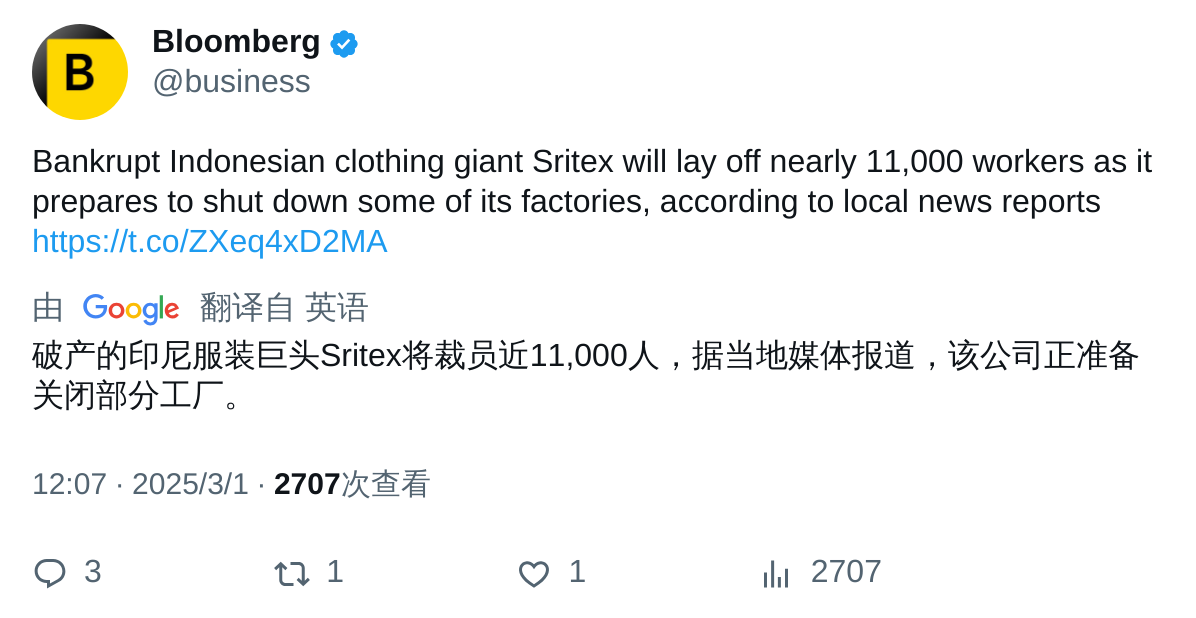 B
Bloomberg
@business
Bankrupt Indonesian clothing giant Sritex will lay off nearly 11,000 workers as it
prepares to shut down some of its factories, according to local news reports
https://t.co/ZXeq4xD2MA
由 Google 翻译自 英语
破产的印尼服装巨头Sritex将裁员近11,000人，据当地媒体报道，该公司正准备
关闭部分工厂。
12:07 · 2025/3/1 · 2707次查看
3 1 1 2707